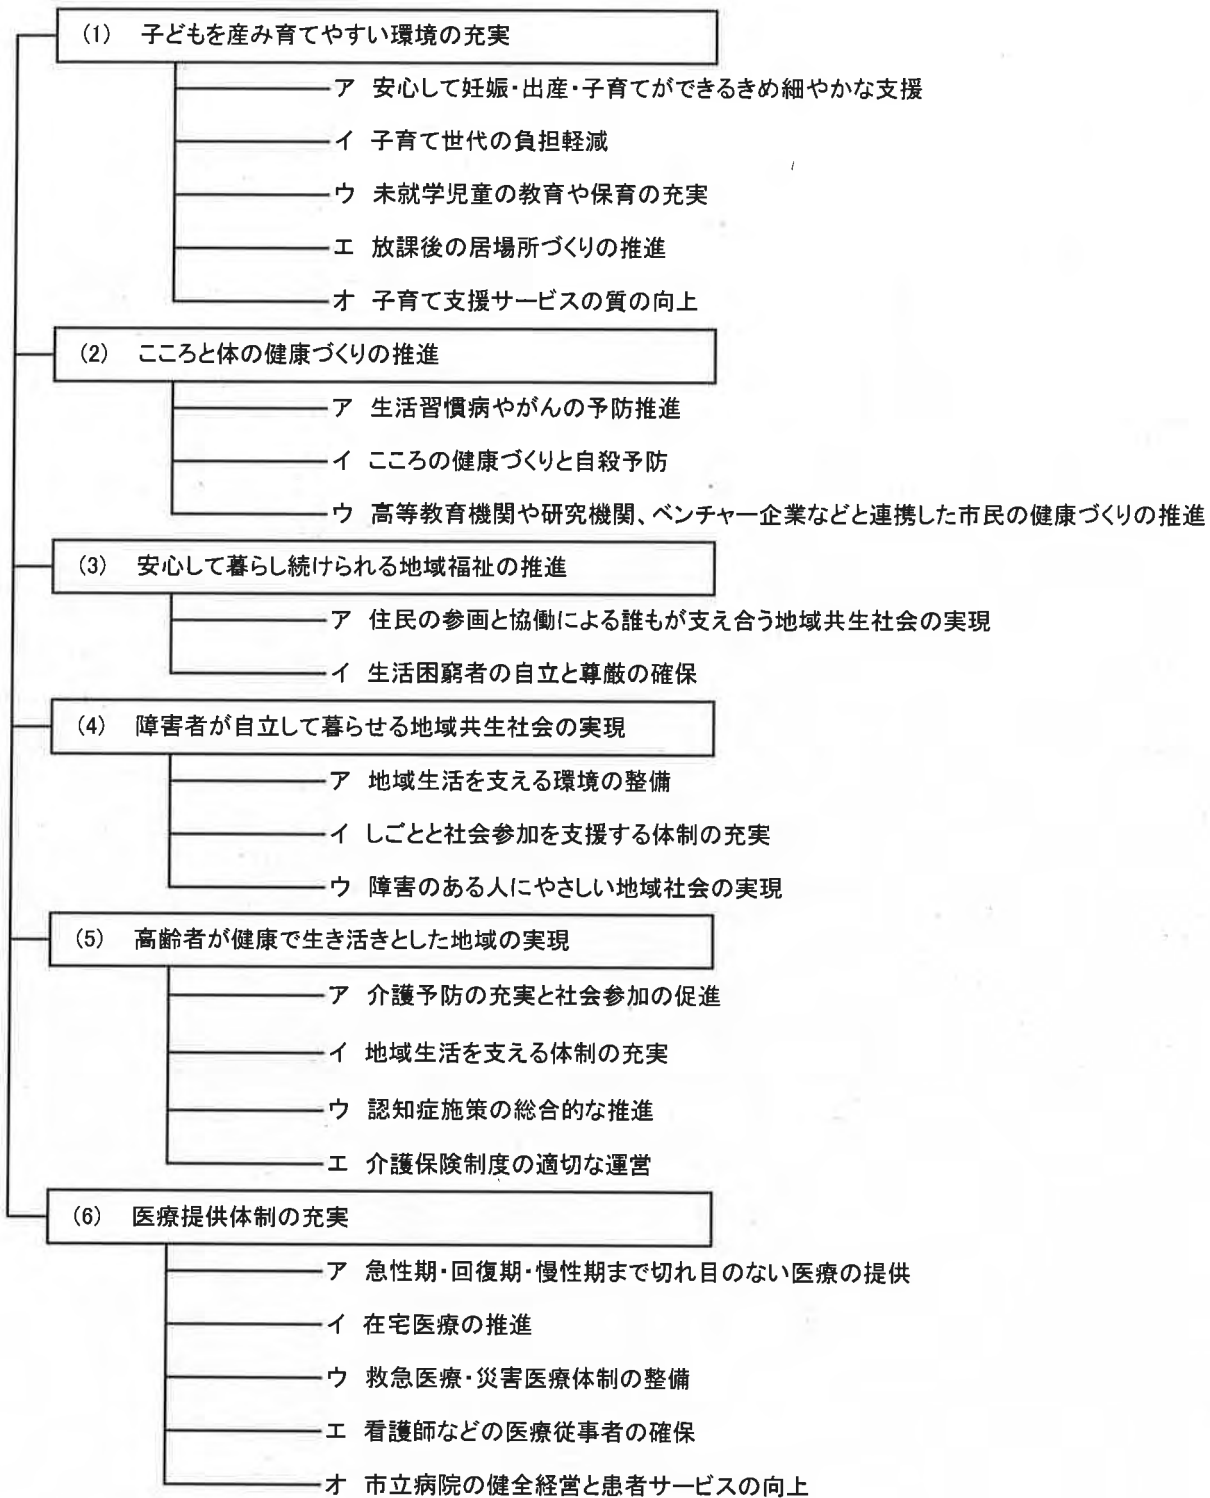 (1) 子どもを産み育てやすい環境の充実
ア 安心して妊娠・出産・子育てができるきめ細やかな支援
イ 子育て世代の負担軽減
ウ 未就学児童の教育や保育の充実
エ 放課後の居場所づくりの推進
オ 子育て支援サービスの質の向上
(2) こころと体の健康づくりの推進
ア 生活習慣病やがんの予防推進
イ こころの健康づくりと自殺予防
ウ 高等教育機関や研究機関、ベンチャー企業などと連携した市民の健康づくりの推進
(3) 安心して暮らし続けられる地域福祉の推進
ア 住民の参画と協働による誰もが支え合う地域共生社会の実現
イ 生活困窮者の自立と尊厳の確保
(4) 障害者が自立して暮らせる地域共生社会の実現
ア 地域生活を支える環境の整備
イ しごとと社会参加を支援する体制の充実
ウ 障害のある人にやさしい地域社会の実現
(5) 高齢者が健康で生き活きとした地域の実現
ア 介護予防の充実と社会参加の促進
イ 地域生活を支える体制の充実
ウ 認知症施策の総合的な推進
エ 介護保険制度の適切な運営
(6) 医療提供体制の充実
ア 急性期・回復期・慢性期まで切れ目のない医療の提供
イ 在宅医療の推進
ウ 救急医療・災害医療体制の整備
エ 看護師などの医療従事者の確保
オ 市立病院の健全経営と患者サービスの向上